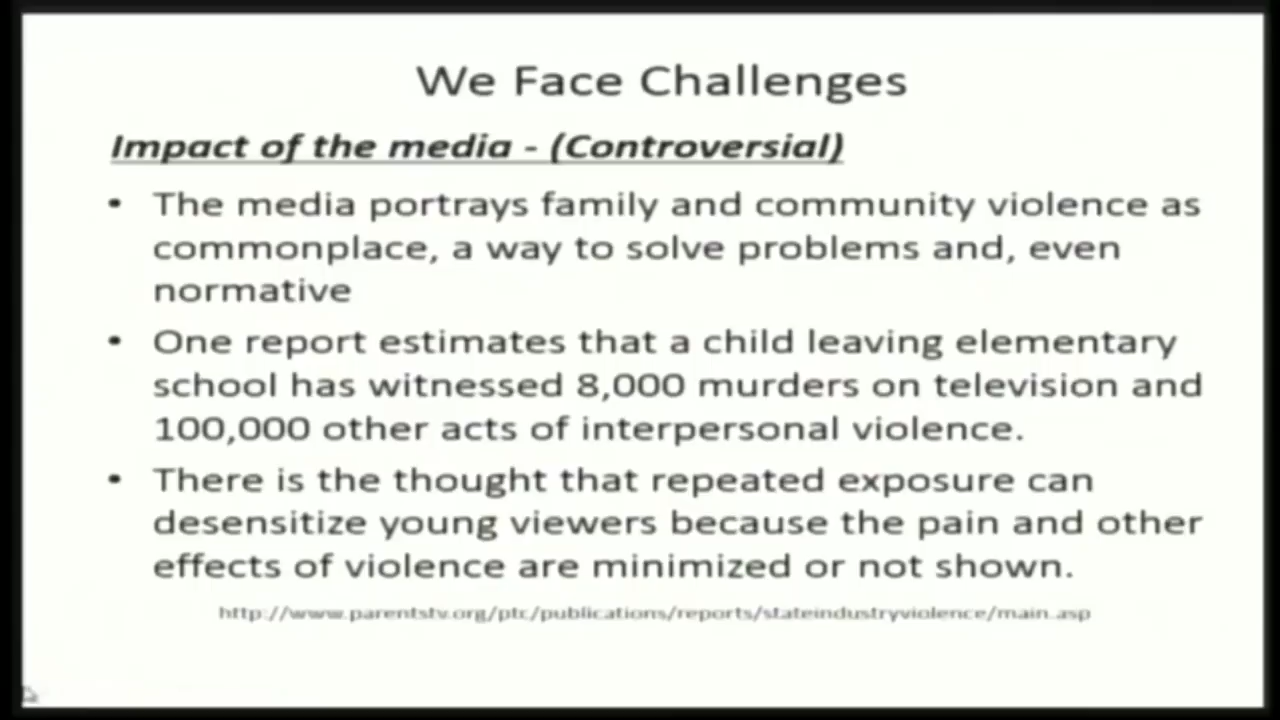 We Face Challenges
Impact of the media - (Controversial)
• The media portrays family and community violence as
commonplace, a way to solve problems and, even
normative
• One report estimates that a child leaving elementary
school has witnessed 8,000 murders on television and
100,000 other acts of interpersonal violence.
• There is the thought that repeated exposure can
desensitize young viewers because the pain and other
effects of violence are minimized or not shown.
http://www.parentstv.org/ptc/publications/reports/stateindustryviolence/main.asp